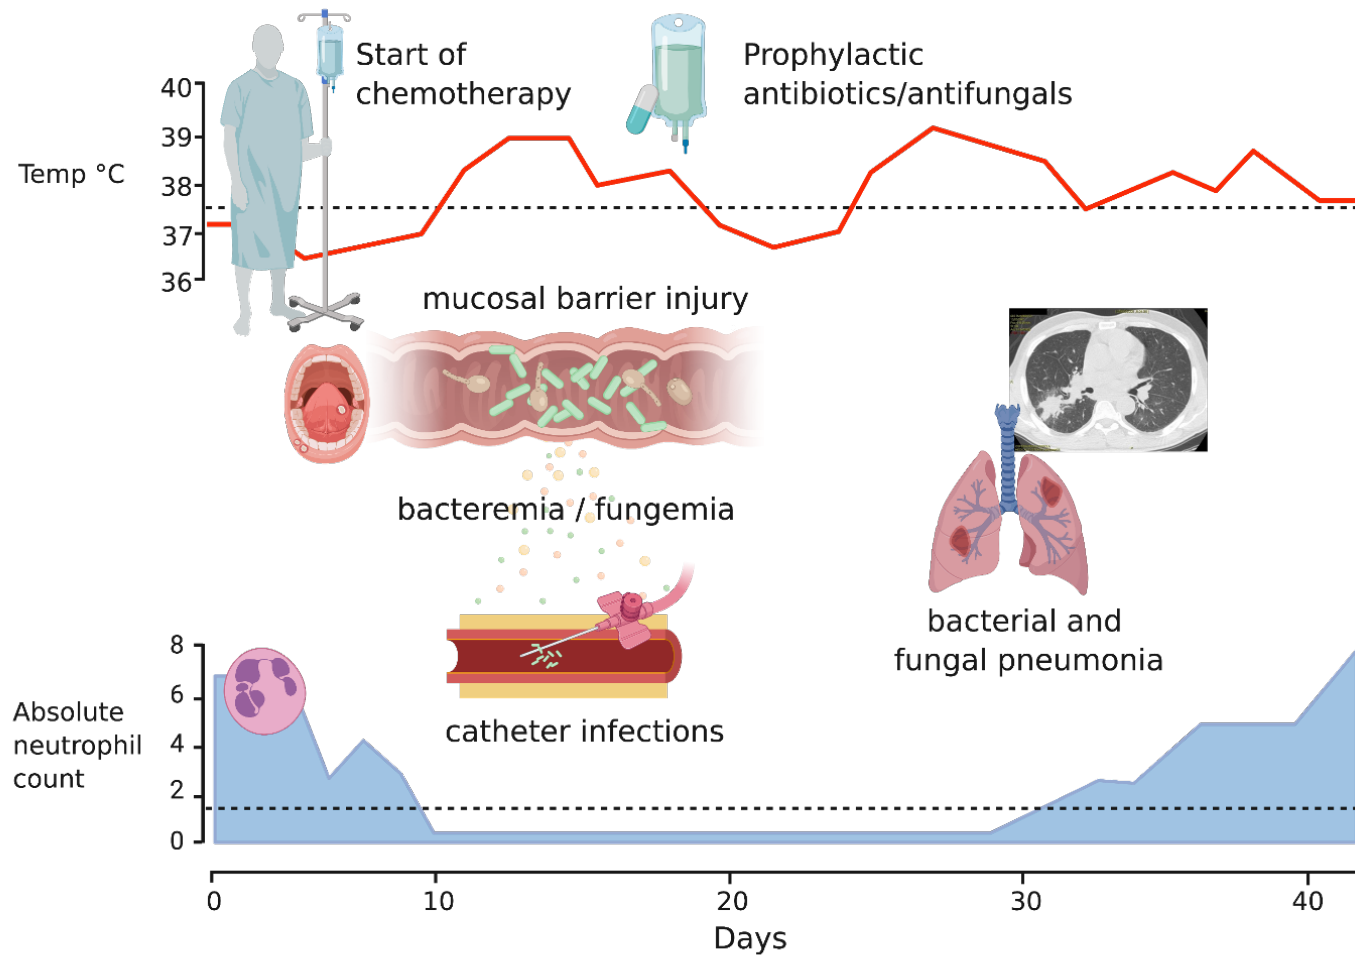 Start of
chemotherapy
Prophylactic
antibiotics/antifungals
Temp °C
40
39
38
37
36
mucosal barrier injury
bacteremia / fungemia
catheter infections
bacterial and
fungal pneumonia
Absolute
neutrophil
count
8
6
4
2
0
0
10
20
30
40
Days